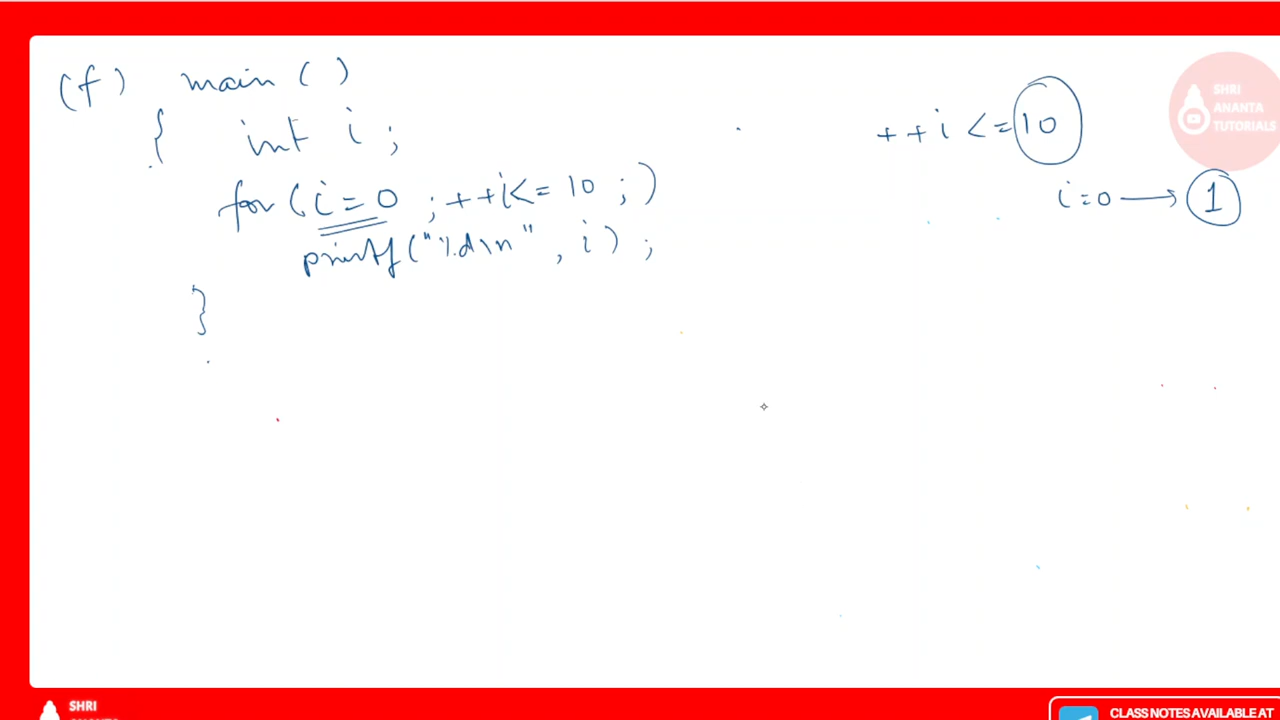 (f) main ( )
{ int i ;
for ( i = 0 ; ++i <= 10 ; )
printf ( "%d\n" , i ) ;
}
++i <= 10
i = 0 → 1
SHRI
ANANTA
TUTORIALS
SHRI
CLASS NOTES AVAILABLE AT